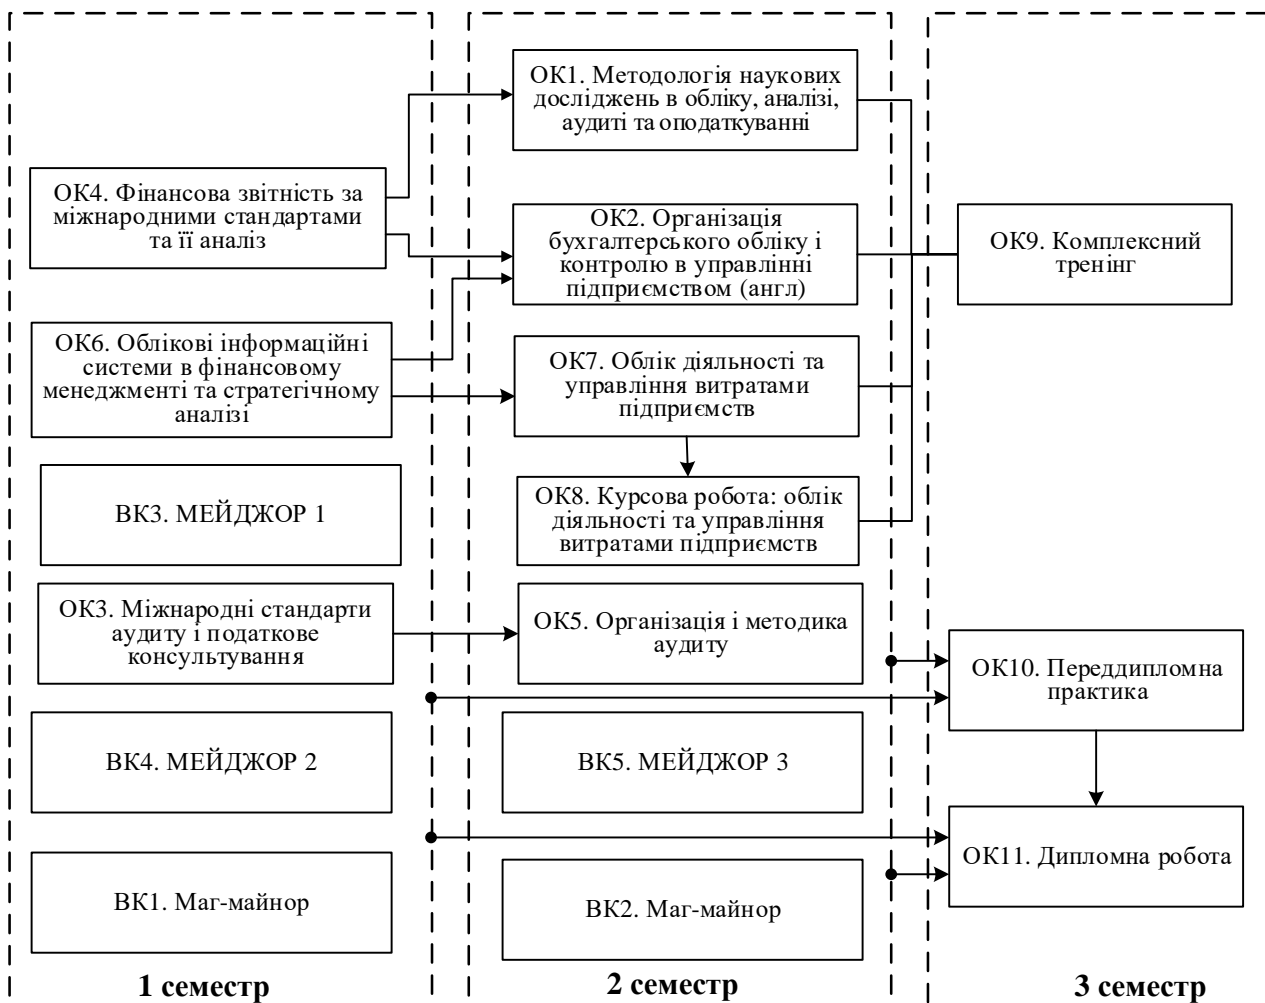 ОК4. Фінансова звітність за
міжнародними стандартами
та її аналіз
ОК6. Облікові інформаційні
системи в фінансовому
менеджменті та стратегічному
аналізі
ВК3. МЕЙДЖОР 1
ОК3. Міжнародні стандарти
аудиту і податкове
консультування
ВК4. МЕЙДЖОР 2
ВК1. Маг-майнор
1 семестр
ОК1. Методологія наукових
досліджень в обліку, аналізі,
аудиті та оподаткуванні
ОК2. Організація
бухгалтерського обліку і
контролю в управлінні
підприємством (англ)
ОК7. Облік діяльності та
управління витратами
підприємств
ОК8. Курсова робота: облік
діяльності та управління
витратами підприємств
ОК5. Організація і методика
аудиту
ВК5. МЕЙДЖОР 3
ВК2. Маг-майнор
2 семестр
ОК9. Комплексний
тренінг
ОК10. Переддипломна
практика
ОК11. Дипломна робота
3 семестр